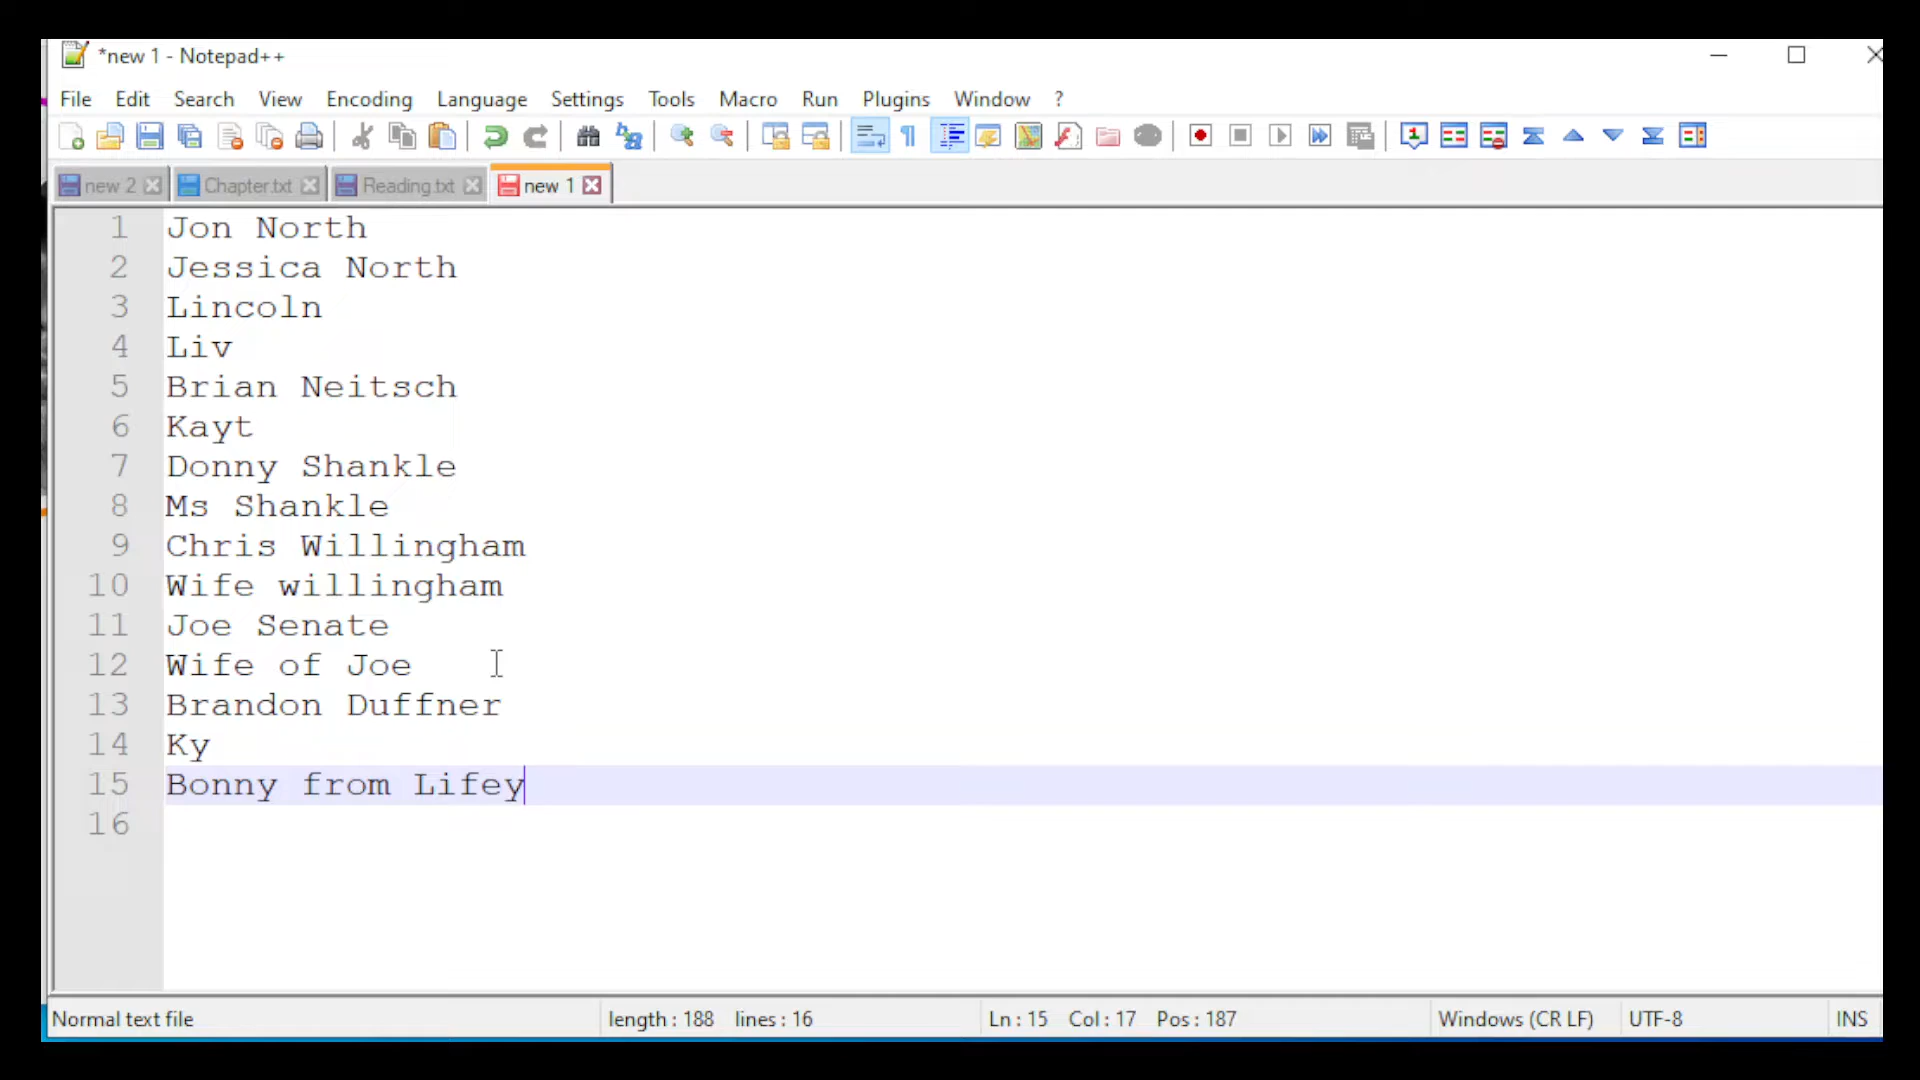 *new 1 - Notepad++
File Edit Search View Encoding Language Settings Tools Macro Run Plugins Window ?
new 2 Chapter.txt Reading.txt new 1
1 Jon North
2 Jessica North
3 Lincoln
4 Liv
5 Brian Neitsch
6 Kayt
7 Donny Shankle
8 Ms Shankle
9 Chris Willingham
10 Wife willingham
11 Joe Senate
12 Wife of Joe
13 Brandon Duffner
14 Ky
15 Bonny from Lifey
16
Normal text file length : 188 lines : 16 Ln : 15 Col : 17 Pos : 187 Windows (CR LF) UTF-8 INS